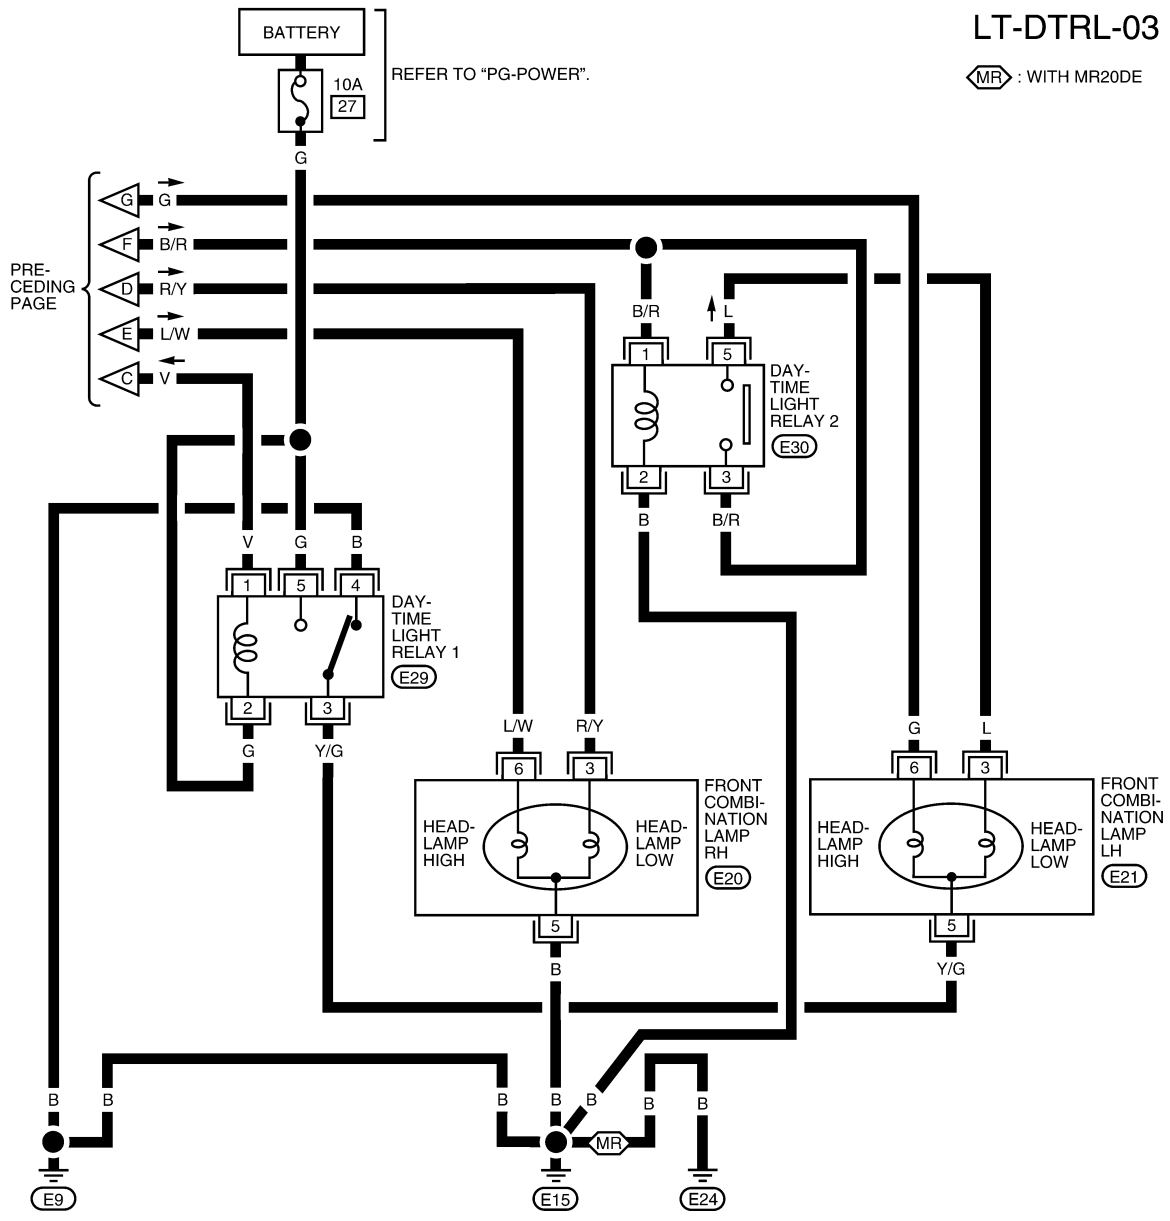 LT-DTRL-03
MR : WITH MR20DE
BATTERY
10A
27
REFER TO “PG-POWER”.
G
PRE-
CEDING
PAGE
G G
F B/R
D R/Y
E L/W
C V
B/R
L
1
5
DAY-
TIME
LIGHT
RELAY 2
E30
2
3
B
B/R
V
G
B
1
5
4
DAY-
TIME
LIGHT
RELAY 1
E29
2
3
G
Y/G
L/W
R/Y
6
3
HEAD-
LAMP
HIGH
HEAD-
LAMP
LOW
FRONT
COMBI-
NATION
LAMP
RH
E20
5
B
G
L
6
3
HEAD-
LAMP
HIGH
HEAD-
LAMP
LOW
FRONT
COMBI-
NATION
LAMP
LH
E21
5
Y/G
B
B
B
B
B
B
B
MR
E9
E15
E24